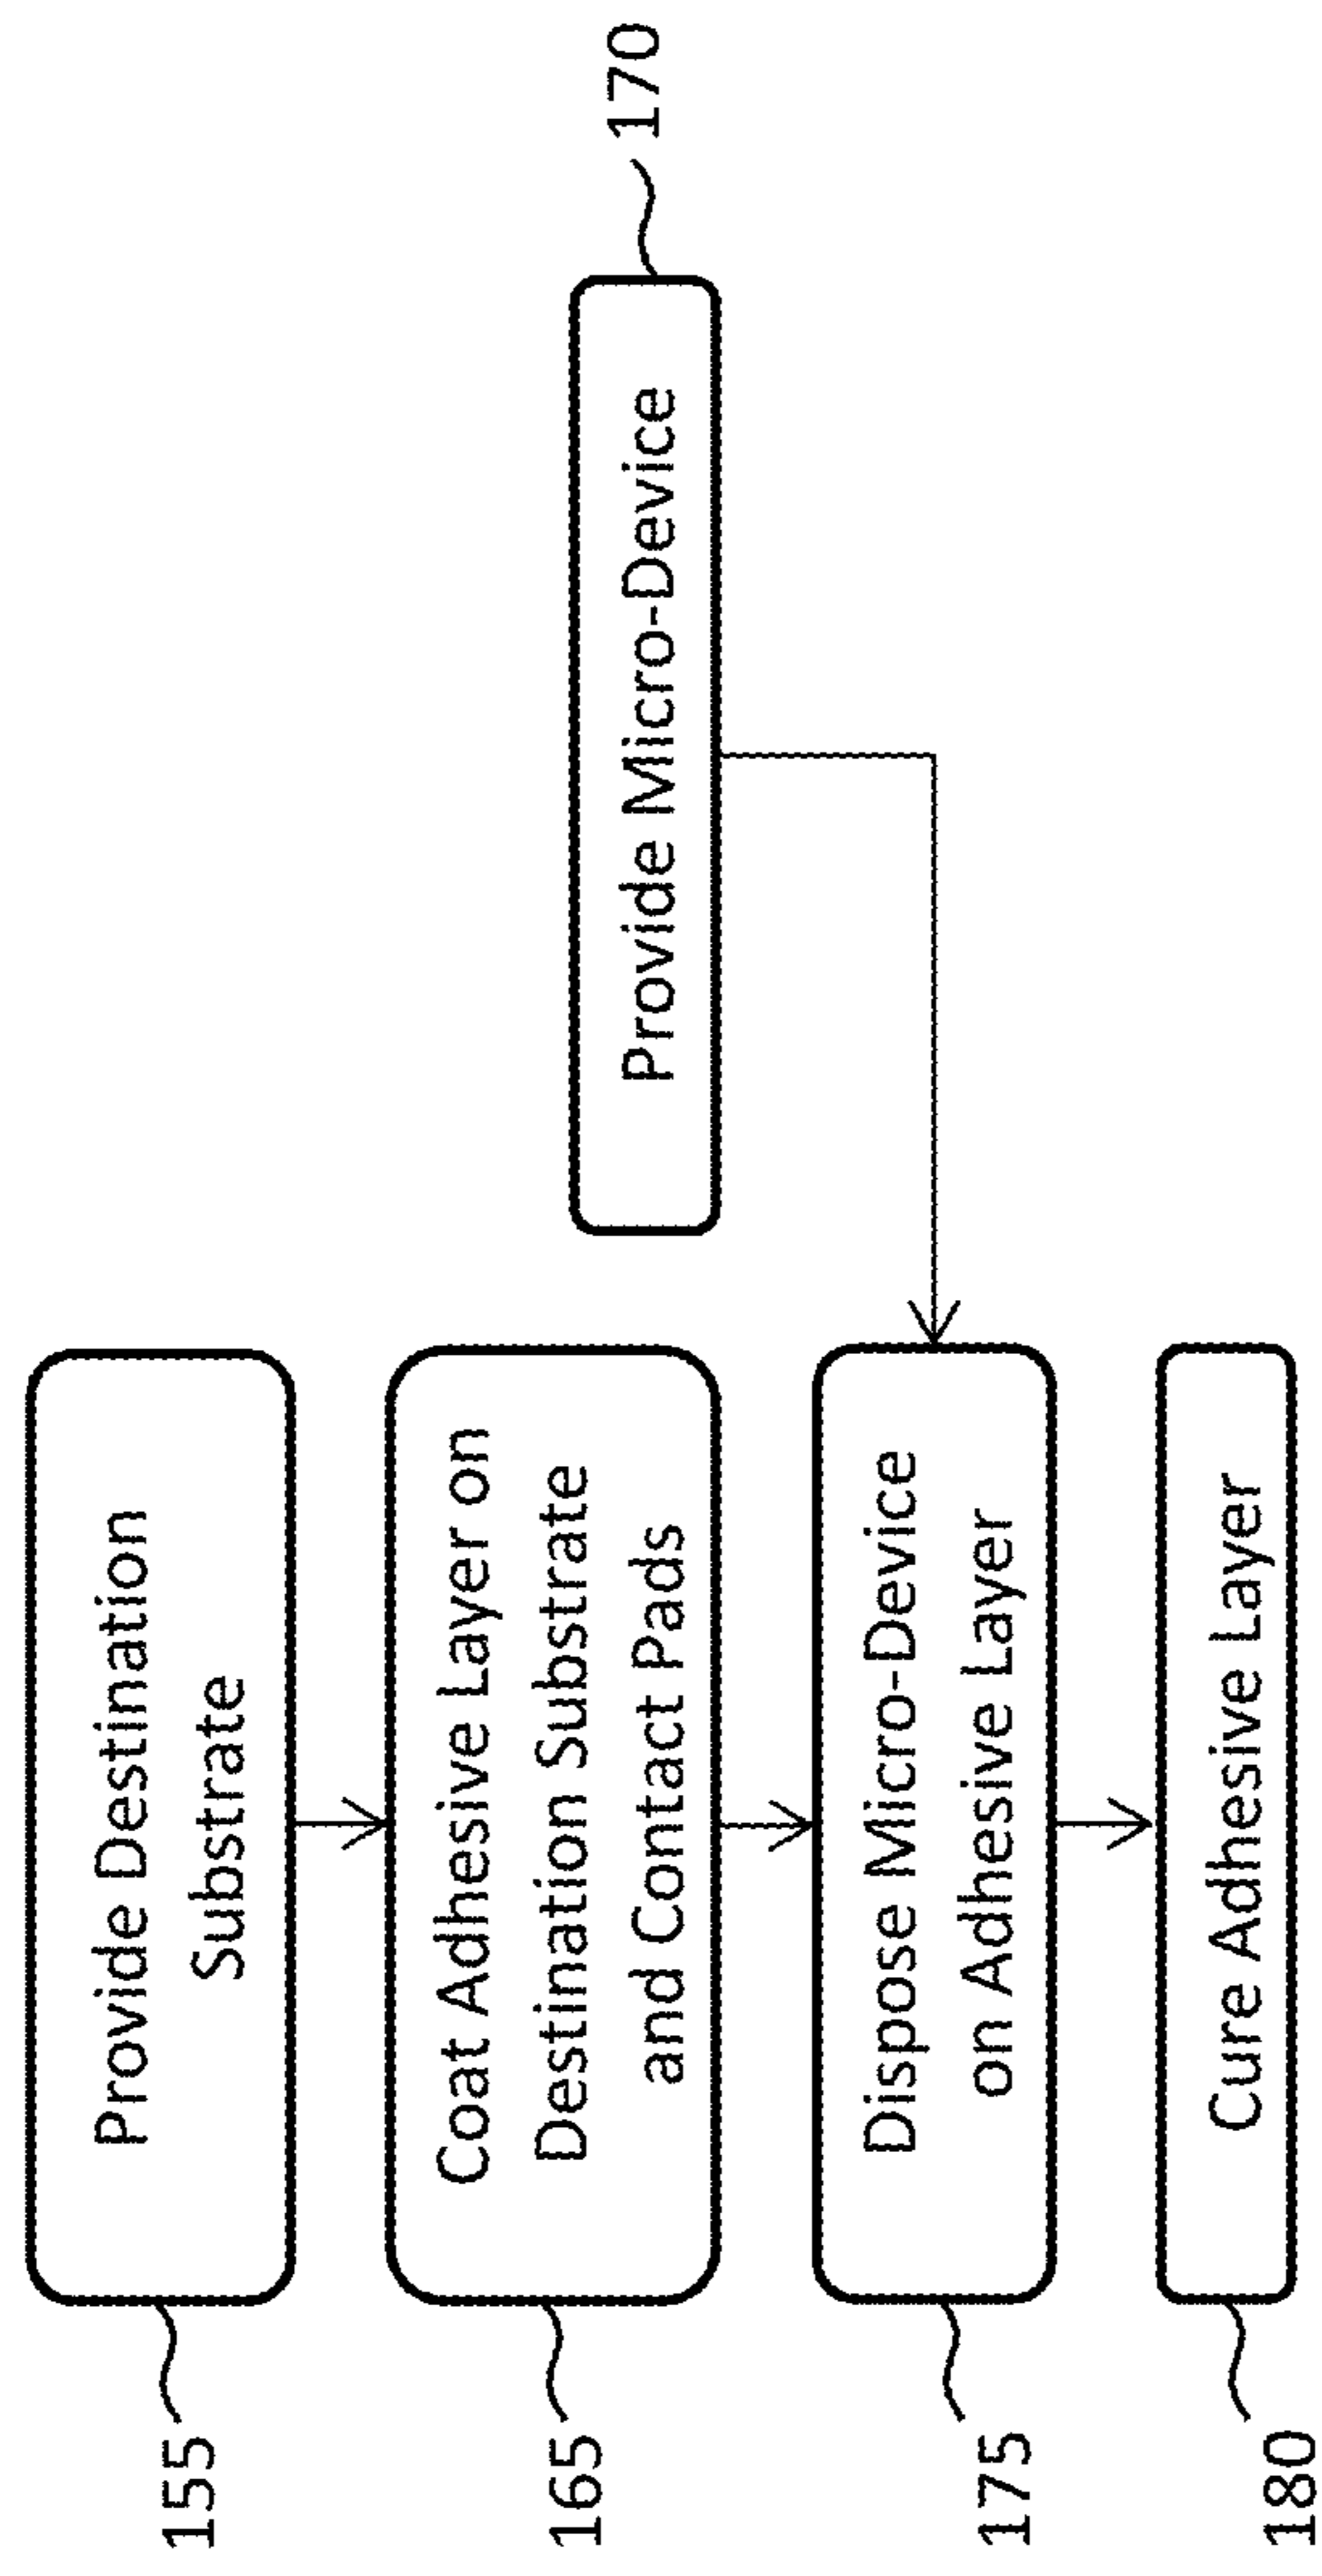 155
Provide Destination
Substrate
165
Coat Adhesive Layer on
Destination Substrate
and Contact Pads
170
Provide Micro-Device
175
Dispose Micro-Device
on Adhesive Layer
180
Cure Adhesive Layer